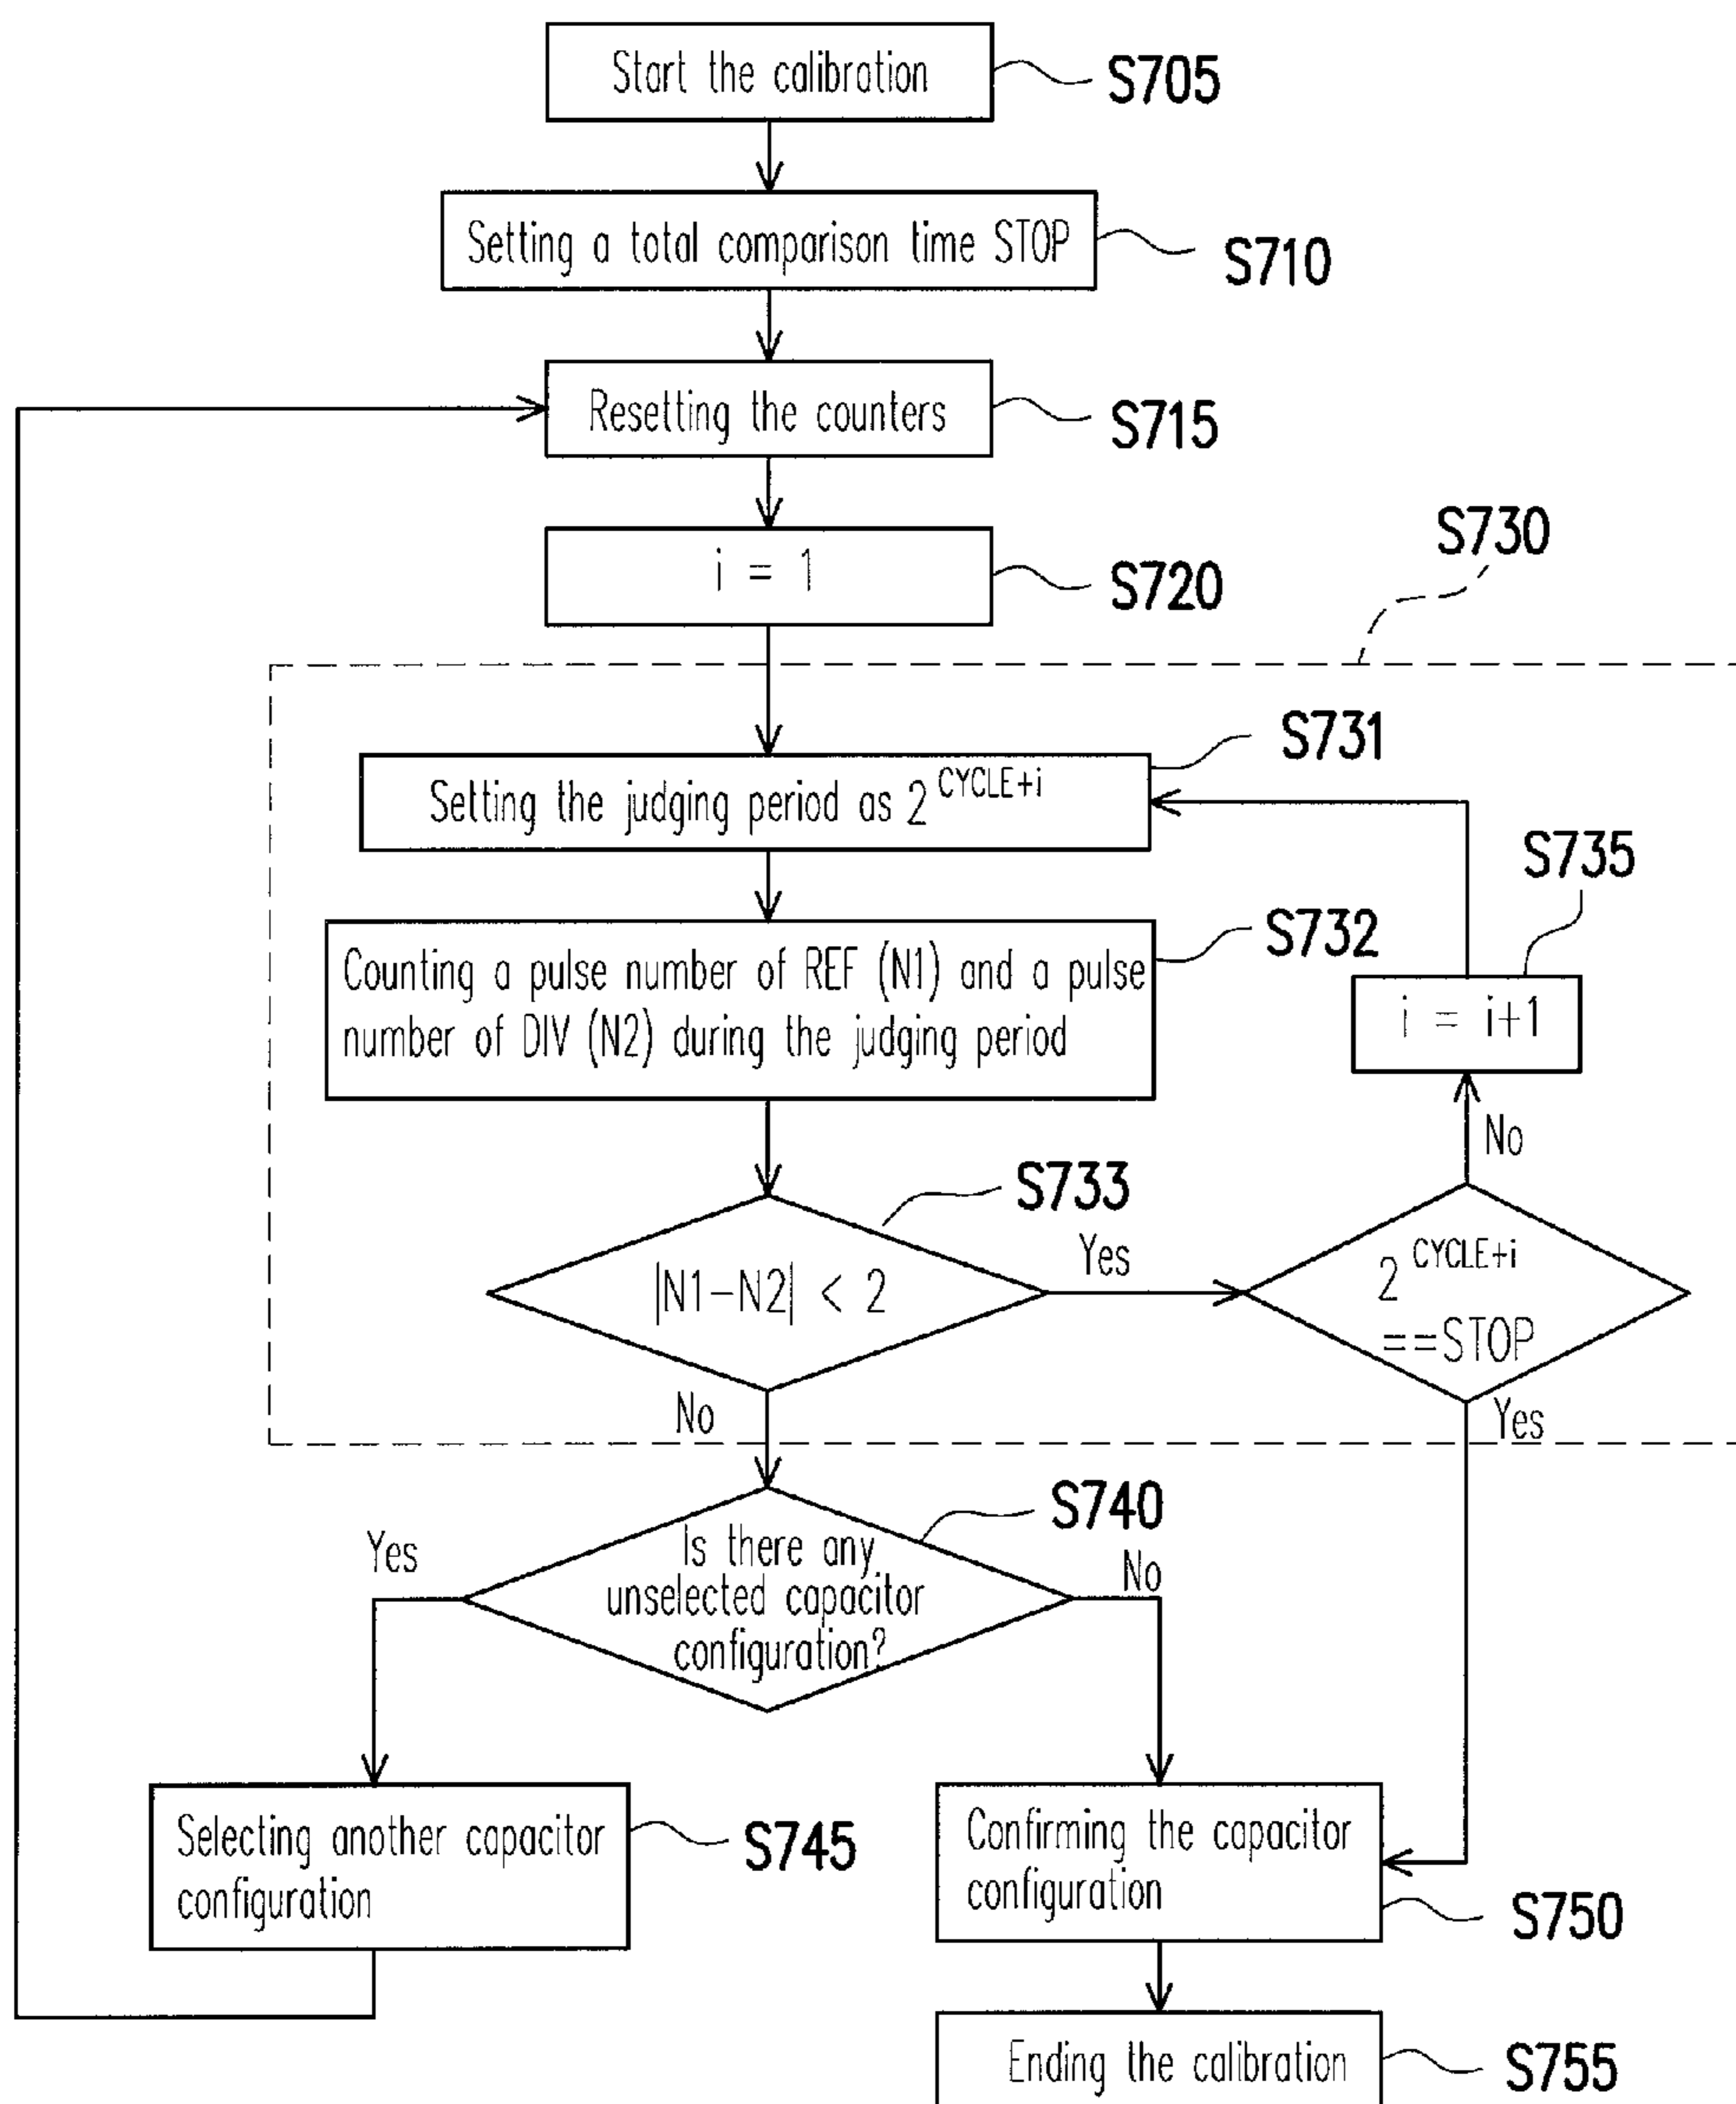 Start the calibration
S705
Setting a total comparison time STOP
S710
Resetting the counters
S715
i = 1
S720
S730
Setting the judging period as 2^CYCLE+i
S731
Counting a pulse number of REF (N1) and a pulse
number of DIV (N2) during the judging period
S732
S735
i = i+1
No
S733
|N1-N2| < 2
Yes
2^CYCLE+i
==STOP
No
Yes
S740
Is there any
unselected capacitor
configuration?
Yes
No
Selecting another capacitor
configuration
S745
Confirming the capacitor
configuration
S750
Ending the calibration
S755